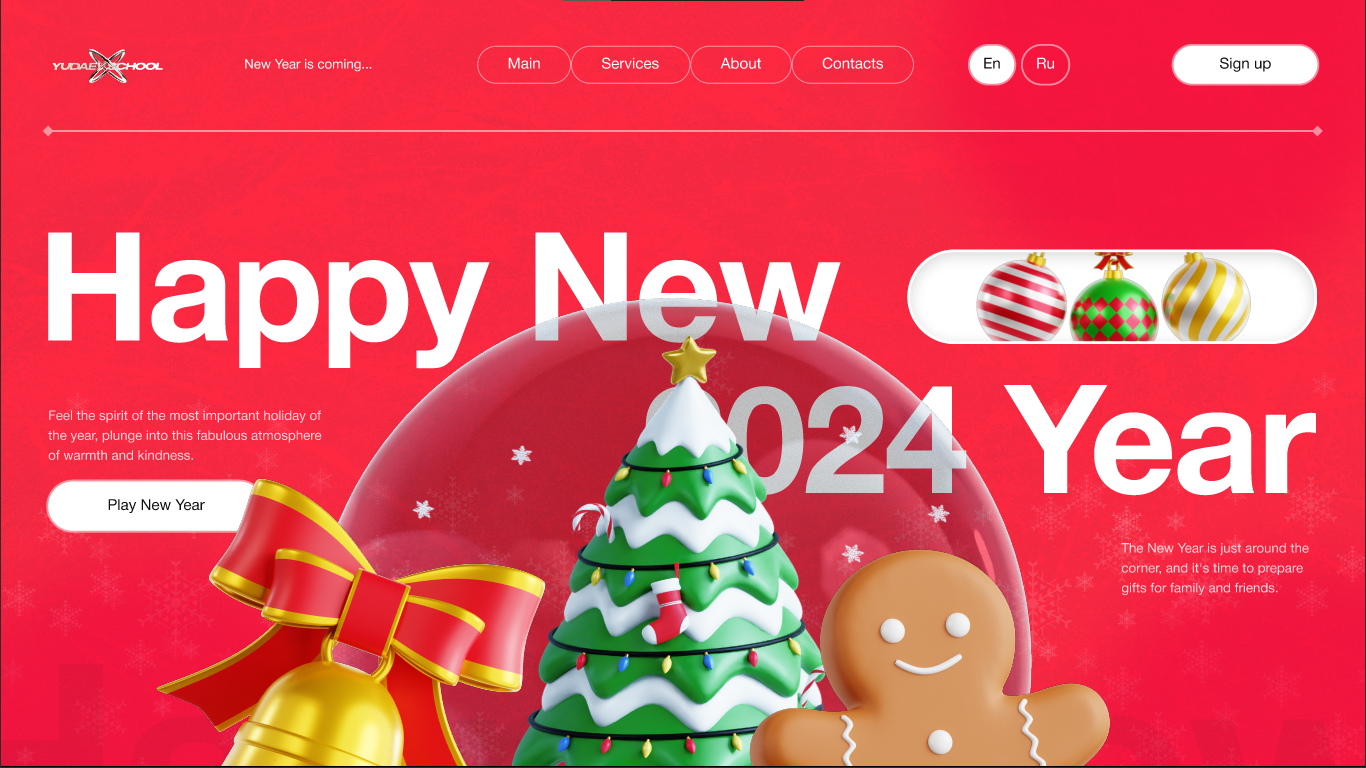 YUDAEV SCHOOL
New Year is coming...
Main
Services
About
Contacts
En
Ru
Sign up
Happy New
2024 Year
Feel the spirit of the most important holiday of
the year, plunge into this fabulous atmosphere
of warmth and kindness.
Play New Year
The New Year is just around the
corner, and it's time to prepare
gifts for family and friends.